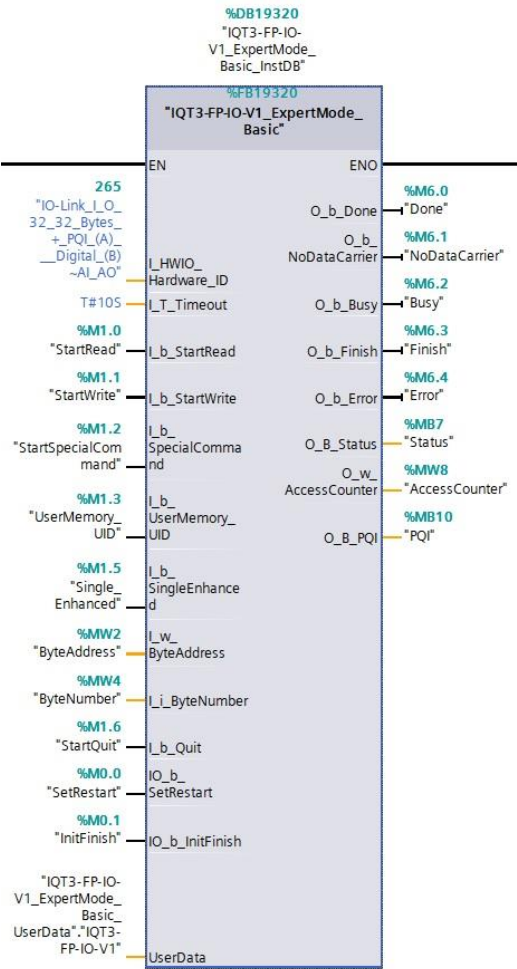 %DB19320
"IQT3-FP-IO-
V1_ExpertMode_
Basic_InstDB"
%FB19320
"IQT3-FP-IO-V1_ExpertMode_
Basic"
EN
ENO
265
"IO-Link_I_O_
32_32_Bytes_
+_PQI_(A)_
__Digital_(B)
~AI_AO"
I_HWIO_
Hardware_ID
T#10S
I_T_Timeout
%M1.0
"StartRead"
I_b_StartRead
%M1.1
"StartWrite"
I_b_StartWrite
%M1.2
"StartSpecialCom
mand"
I_b_
SpecialComma
nd
%M1.3
"UserMemory_
UID"
I_b_
UserMemory_
UID
%M1.5
"Single_
Enhanced"
I_b_
SingleEnhance
d
%MW2
"ByteAddress"
I_w_
ByteAddress
%MW4
"ByteNumber"
I_i_ByteNumber
%M1.6
"StartQuit"
I_b_Quit
%M0.0
"SetRestart"
IO_b_
SetRestart
%M0.1
"InitFinish"
IO_b_InitFinish
"IQT3-FP-IO-
V1_ExpertMode_
Basic_
UserData"."IQT3-
FP-IO-V1"
UserData
O_b_Done
%M6.0
"Done"
O_b_
NoDataCarrier
%M6.1
"NoDataCarrier"
O_b_Busy
%M6.2
"Busy"
O_b_Finish
%M6.3
"Finish"
O_b_Error
%M6.4
"Error"
O_B_Status
%MB7
"Status"
O_w_
AccessCounter
%MW8
"AccessCounter"
O_B_PQI
%MB10
"PQI"